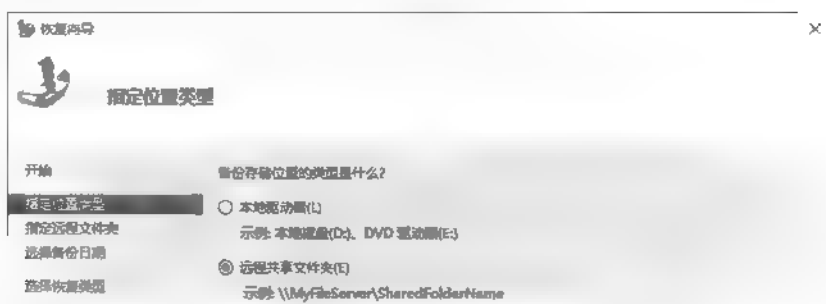 恢复向导
指定位置类型
开始
备份存储位置的类型是什么?
指定位置类型
本地驱动器(L)
指定远程文件夹
示例: 本地磁盘(D:)、DVD 驱动器(E:)
选择备份日期
远程共享文件夹(E)
选择恢复类型
示例: \\MyFileServer\SharedFolderName